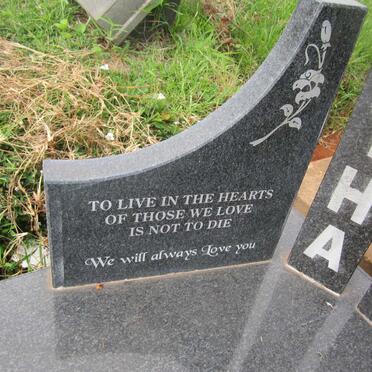 TO LIVE IN THE HEARTS
OF THOSE WE LOVE
IS NOT TO DIE
We will always Love you
H
A